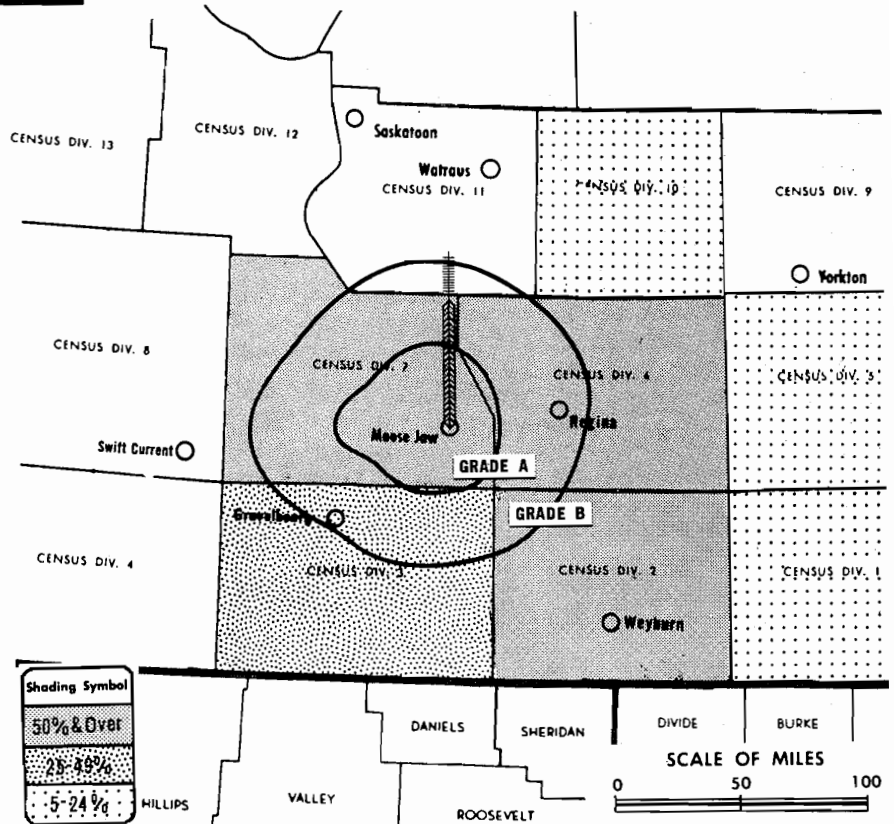 CENSUS DIV. 13
CENSUS DIV. 12
Saskatoon
Watrous
CENSUS DIV. 11
CENSUS DIV. 10
CENSUS DIV. 9
Yorkton
CENSUS DIV. 8
CENSUS DIV. 7
CENSUS DIV. 6
CENSUS DIV. 5
Moose Jaw
Regina
Swift Current
GRADE A
GRADE B
Gravelbourg
CENSUS DIV. 4
CENSUS DIV. 3
CENSUS DIV. 2
CENSUS DIV. 1
Weyburn
Shading Symbol
50% & Over
25-49%
5-24%
HILLIPS
VALLEY
DANIELS
ROOSEVELT
SHERIDAN
DIVIDE
BURKE
SCALE OF MILES
0 50 100